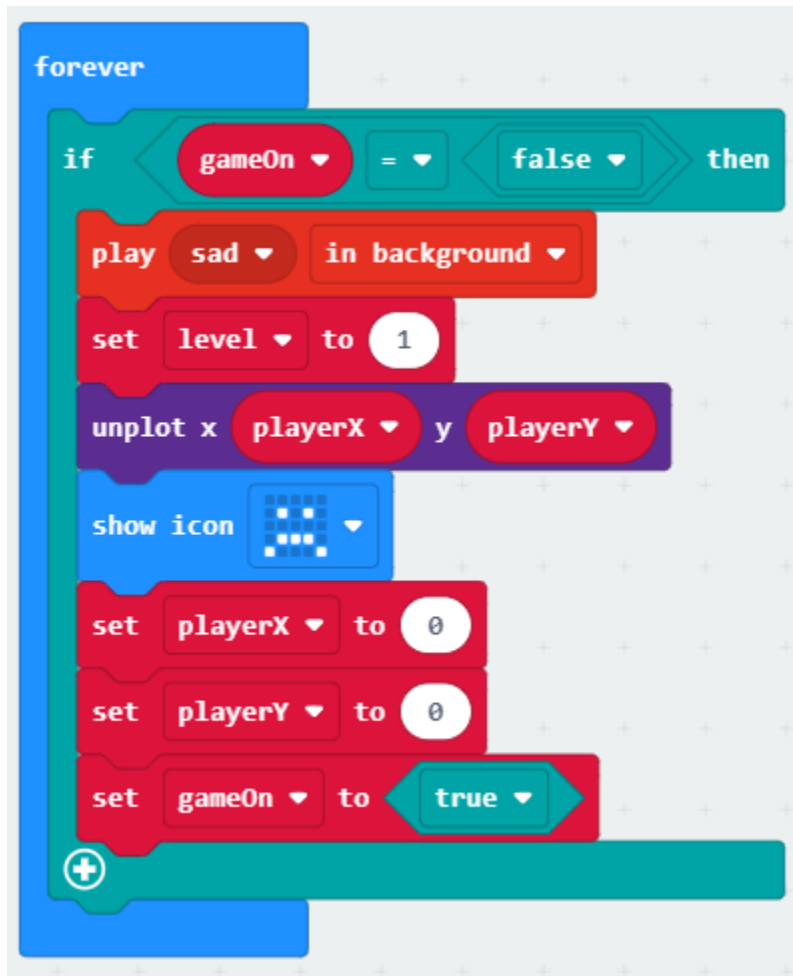 forever
if gameOn = false then
play sad in background
set level to 1
unplot x playerX y playerY
show icon
set playerX to 0
set playerY to 0
set gameOn to true